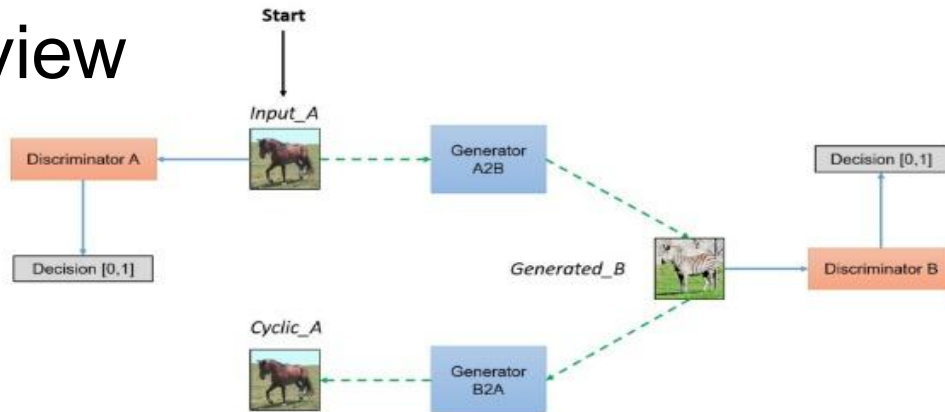 view
Start
Input_A
Discriminator A
Generator
A2B
Decision [0,1]
Decision [0,1]
Generated_B
Discriminator B
Cyclic_A
Generator
B2A